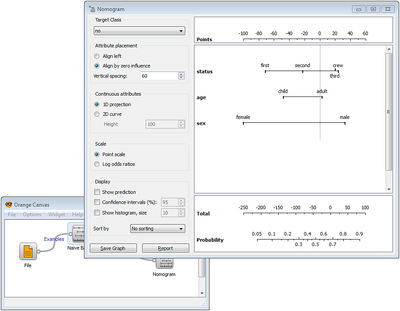 Nomogram
Target Class
no
Attribute placement
Align left
Align by zero influence
Vertical spacing: 60
Continuous attributes
1D projection
2D curve
Height 100
Scale
Point scale
Log odds ratios
Display
Show prediction
Confidence intervals (%): 95
Show histogram, size 10
Sort by No sorting
Save Graph Report
Points -100 -80 -60 -40 -20 0 20 40 60
first second crew
status
third
child adult
age
female male
sex
Total -250 -200 -150 -100 -50 0 50 100
Probability 0.05 0.1 0.2 0.4 0.6 0.8 0.9
0.3 0.5 0.7
Orange Canvas
File Options Widget Help
Examples
File
Naive B
Nomogram